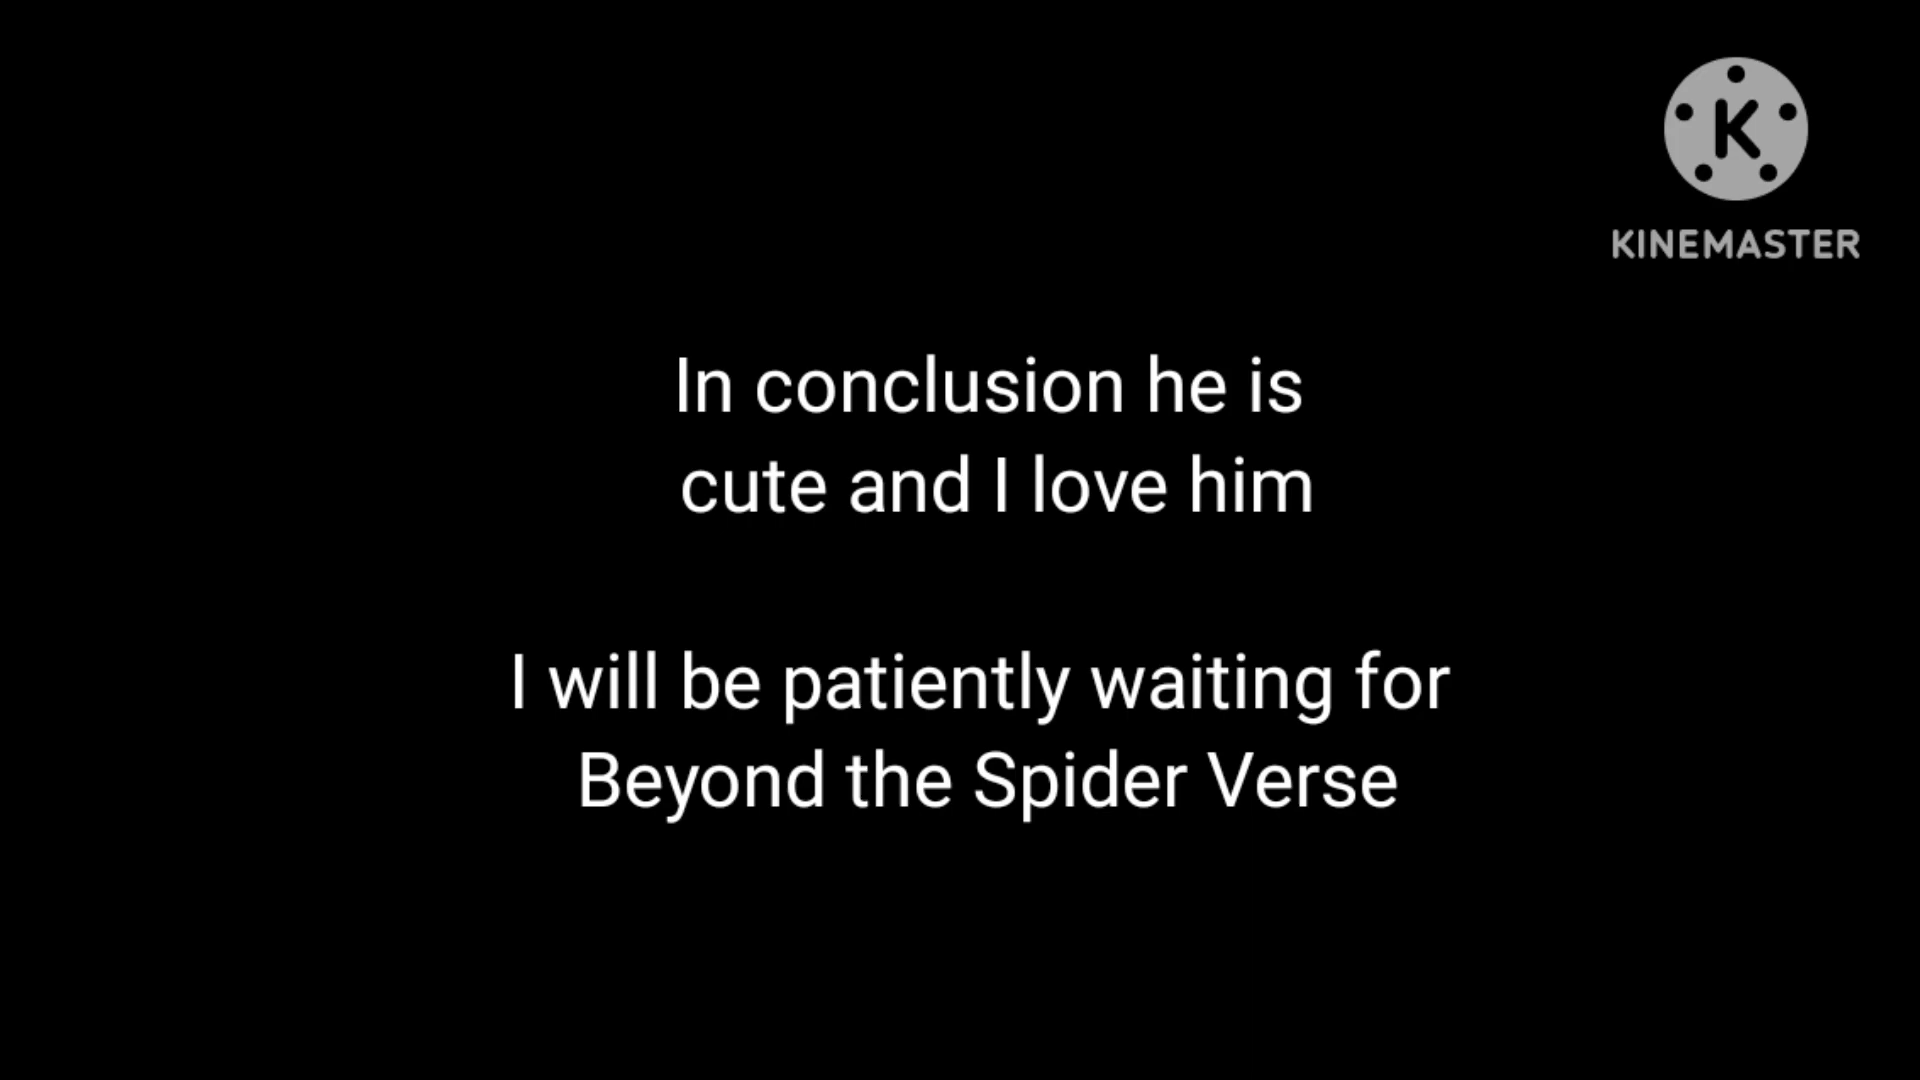 K
KINEMASTER
In conclusion he is
cute and I love him
I will be patiently waiting for
Beyond the Spider Verse